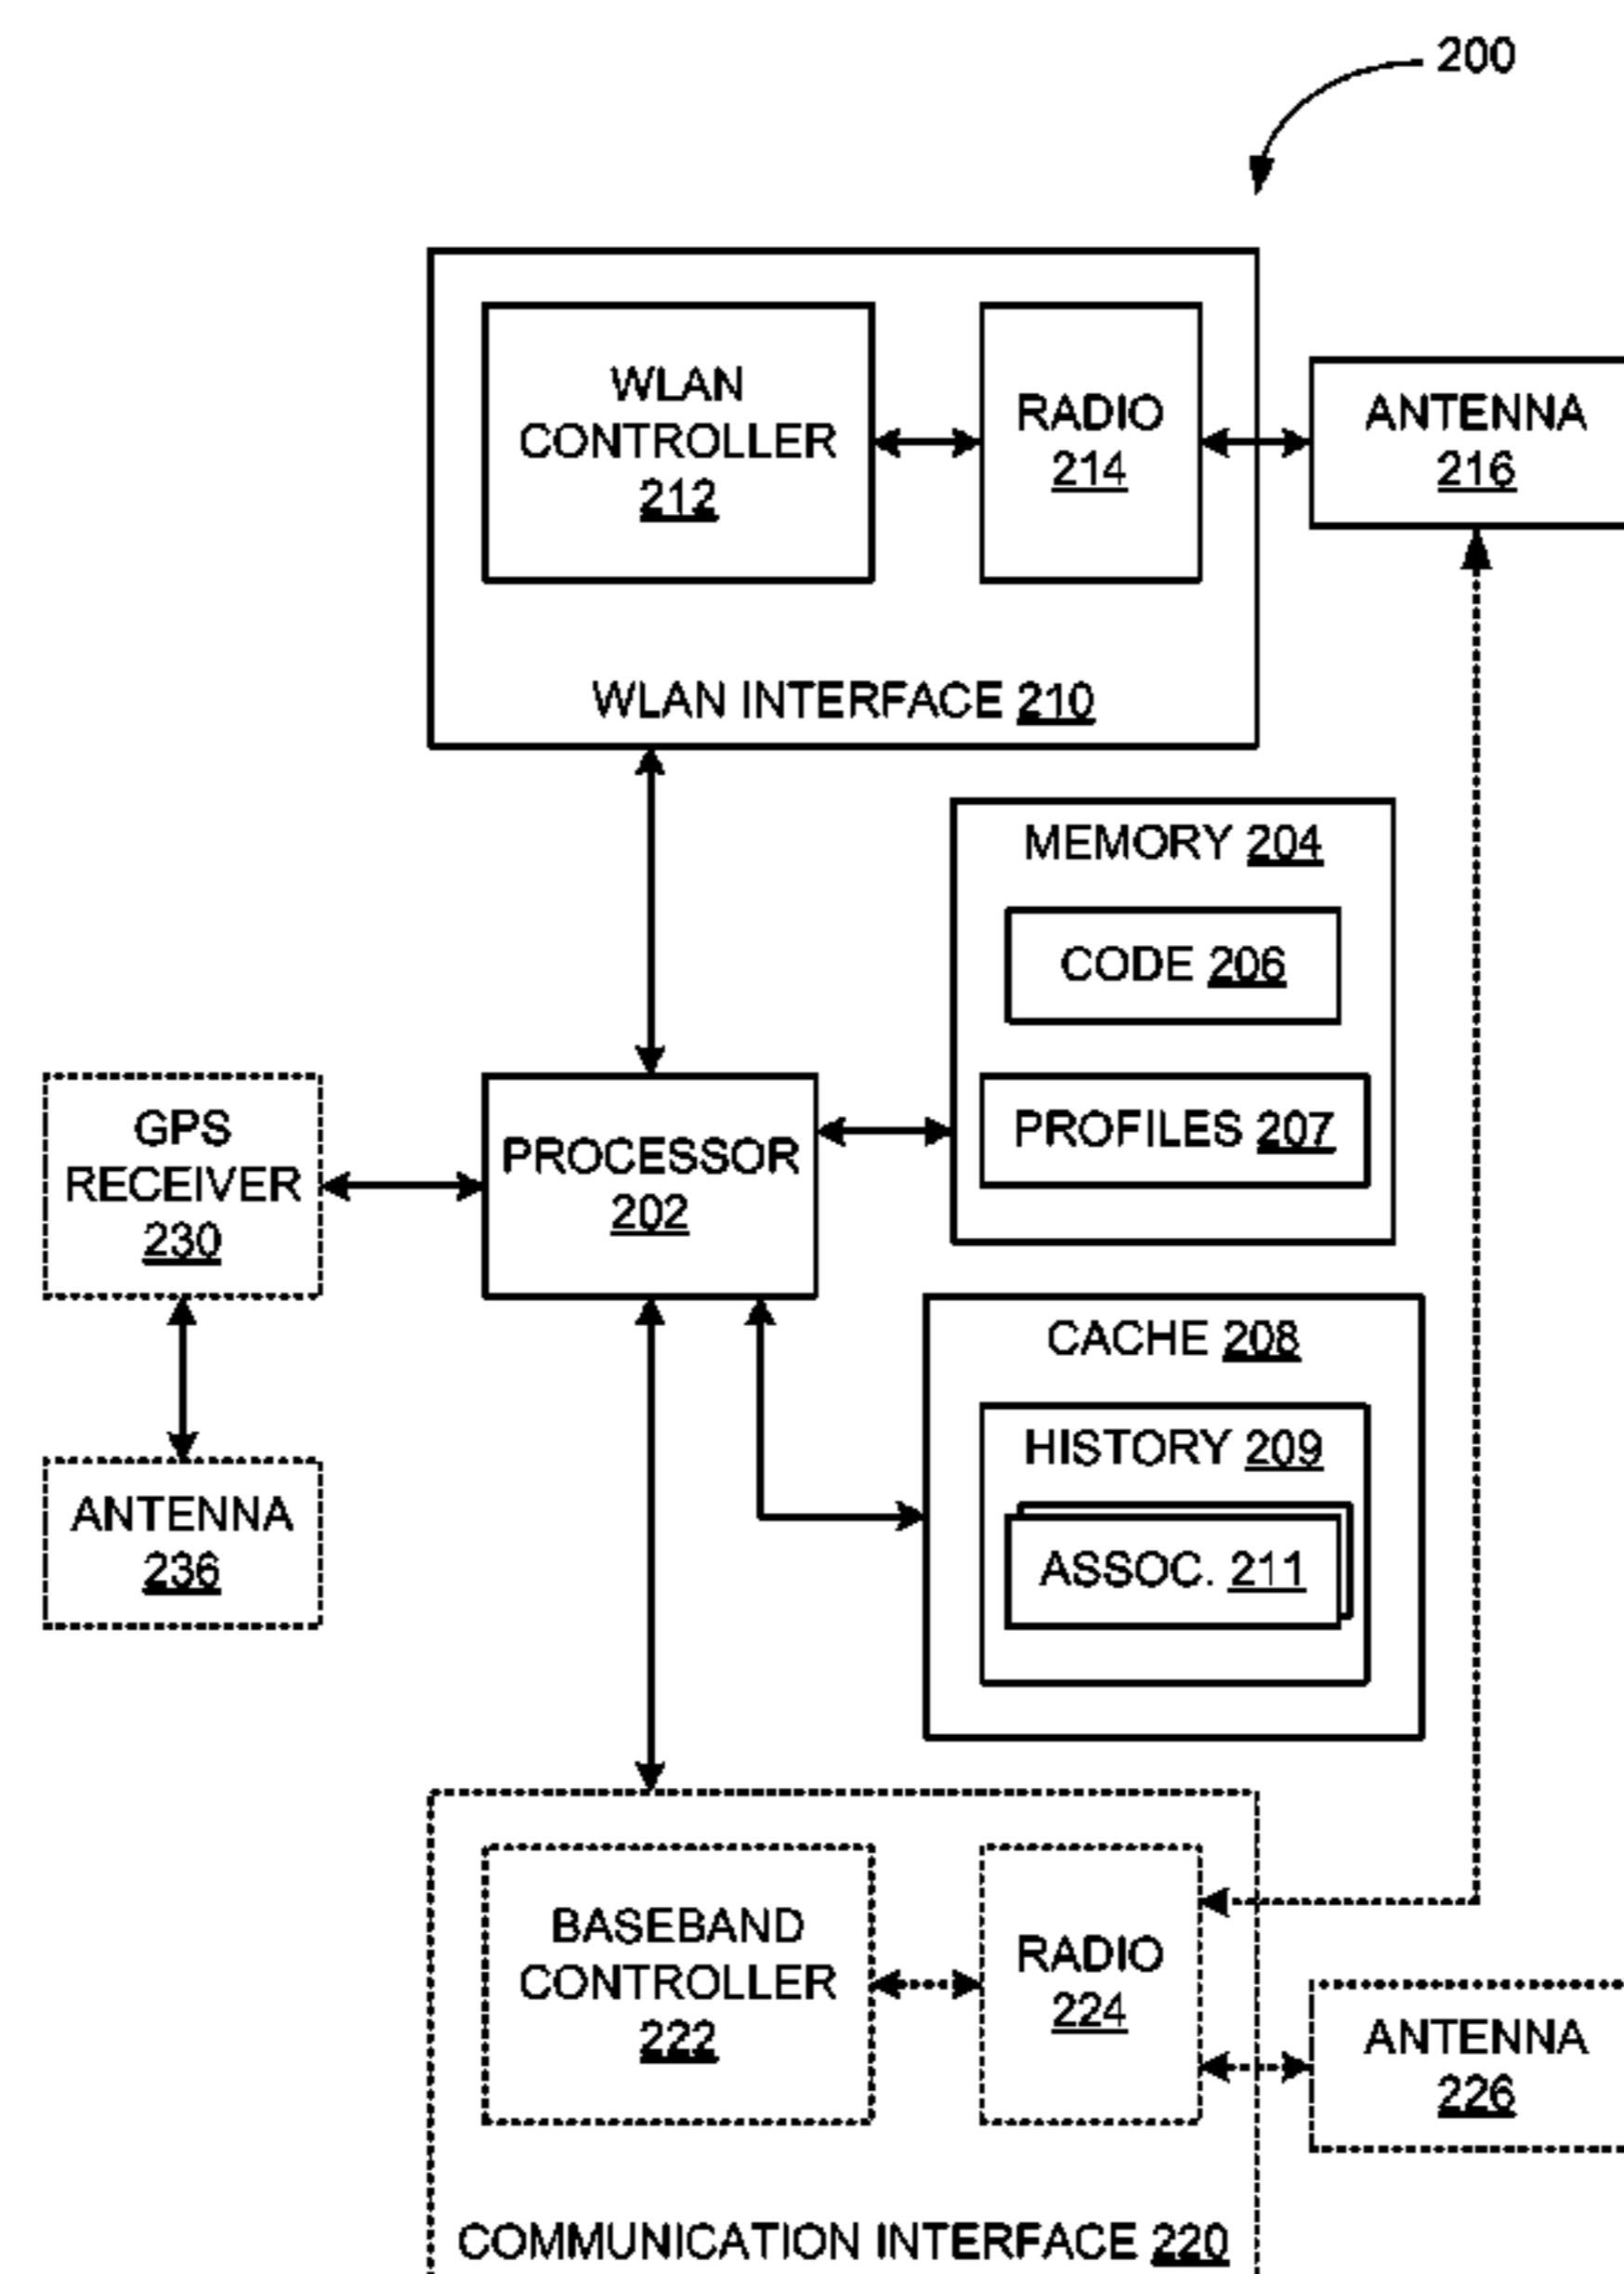 200
WLAN
CONTROLLER
212
RADIO
214
ANTENNA
216
WLAN INTERFACE 210
MEMORY 204
CODE 206
PROFILES 207
GPS
RECEIVER
230
PROCESSOR
202
CACHE 208
HISTORY 209
ASSOC. 211
ANTENNA
236
BASEBAND
CONTROLLER
222
RADIO
224
ANTENNA
226
COMMUNICATION INTERFACE 220